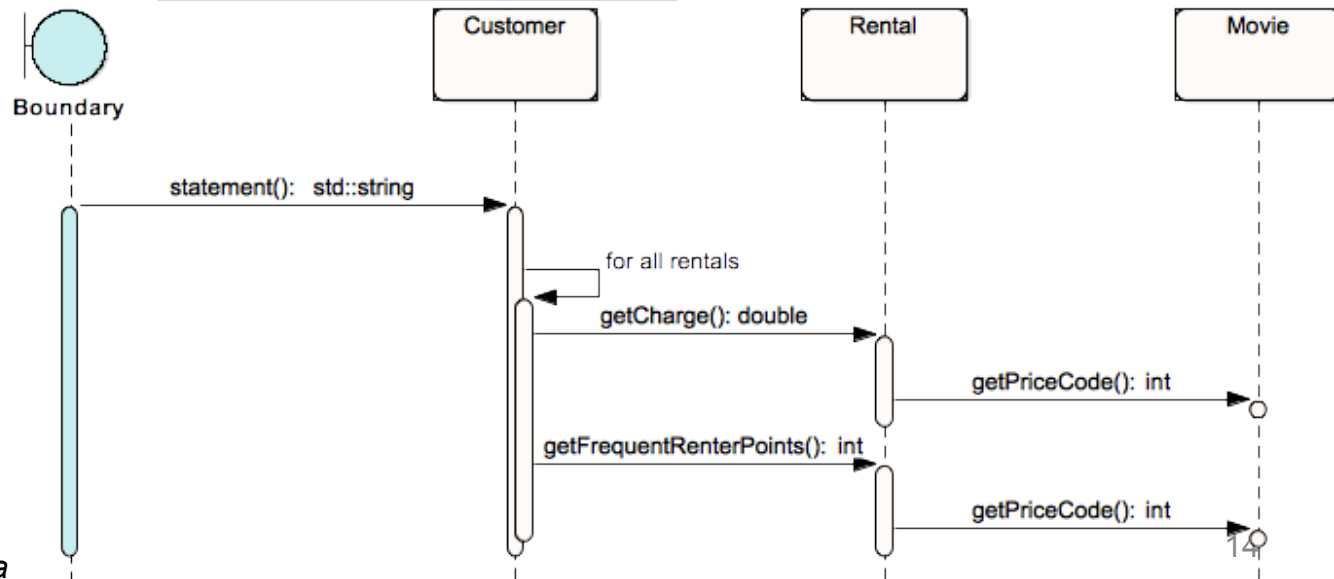 Customer
Rental
Movie
Boundary
statement(): std::string
for all rentals
getCharge(): double
getPriceCode(): int
getFrequentRenterPoints(): int
getPriceCode(): int
14
a